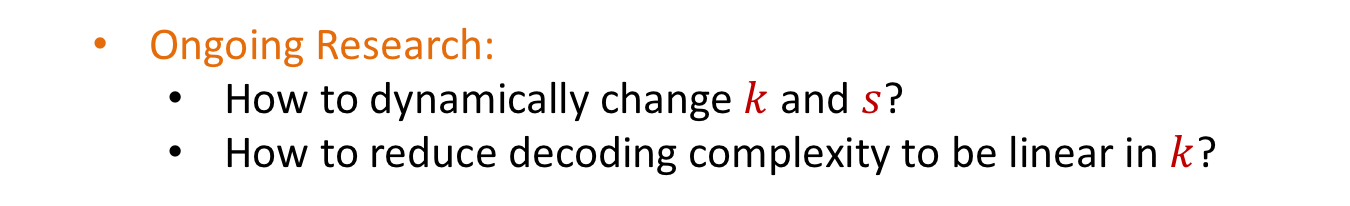 • Ongoing Research:
• How to dynamically change k and s?
• How to reduce decoding complexity to be linear in k?